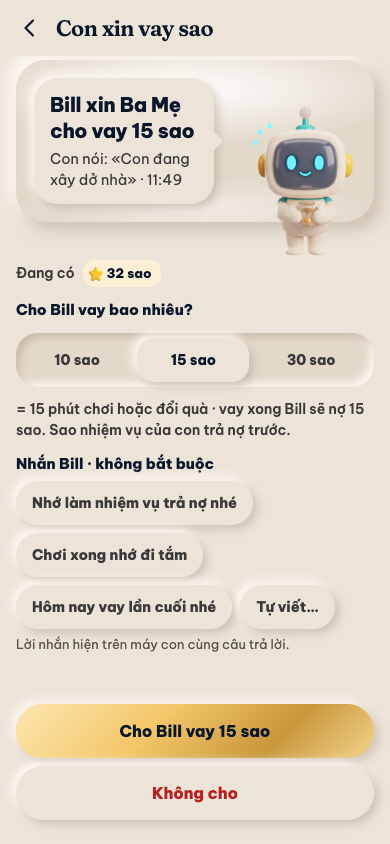 Con xin vay sao
Bill xin Ba Mẹ
cho vay 15 sao
Con nói: «Con đang
xây dở nhà» · 11:49
Đang có
32 sao
Cho Bill vay bao nhiêu?
10 sao
15 sao
30 sao
= 15 phút chơi hoặc đổi quà · vay xong Bill sẽ nợ 15
sao. Sao nhiệm vụ của con trả nợ trước.
Nhắn Bill · không bắt buộc
Nhớ làm nhiệm vụ trả nợ nhé
Chơi xong nhớ đi tắm
Hôm nay vay lần cuối nhé
Tự viết...
Lời nhắn hiện trên máy con cùng câu trả lời.
Cho Bill vay 15 sao
Không cho